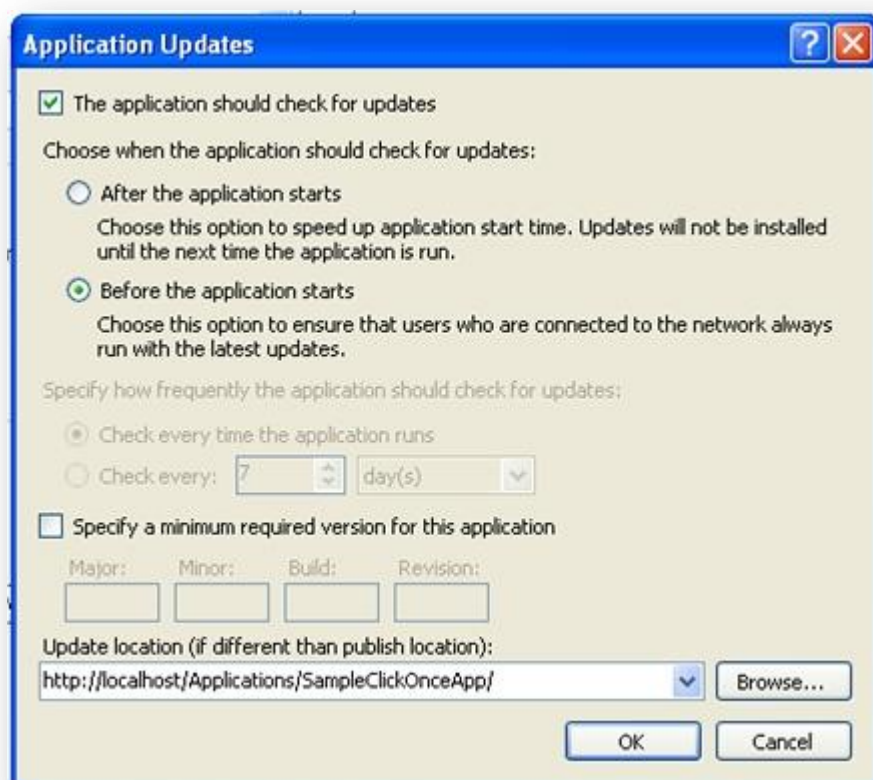 Application Updates
The application should check for updates
Choose when the application should check for updates:
After the application starts
Choose this option to speed up application start time. Updates will not be installed
until the next time the application is run.
Before the application starts
Choose this option to ensure that users who are connected to the network always
run with the latest updates.
Specify how frequently the application should check for updates:
Check every time the application runs
Check every: 7 day(s)
Specify a minimum required version for this application
Major: Minor: Build: Revision:
Update location (if different than publish location):
http://localhost/Applications/SampleClickOnceApp/ Browse...
OK Cancel